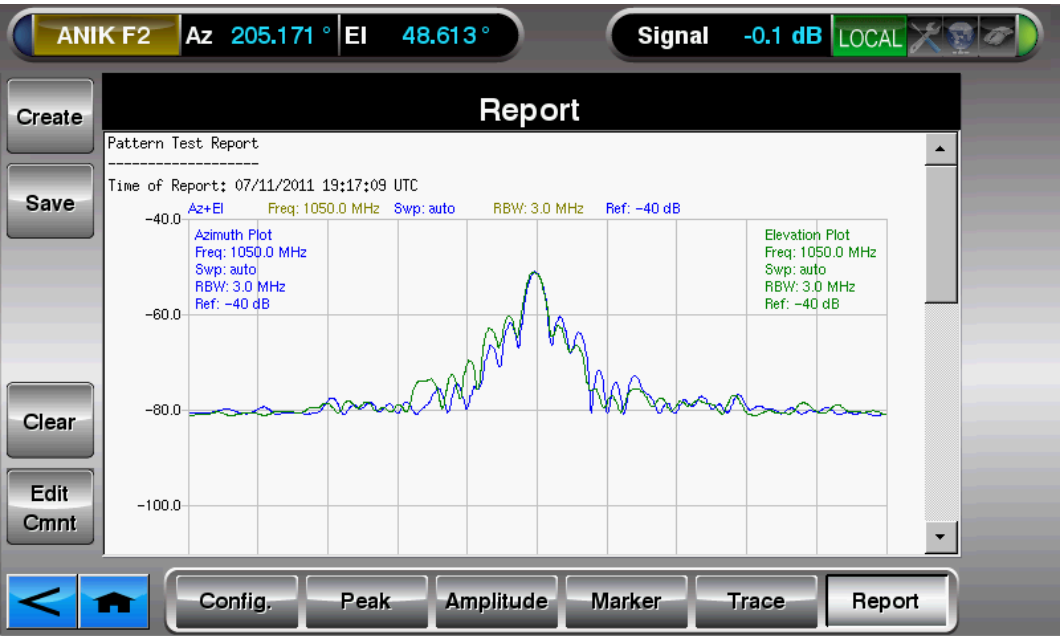 ANIK F2 Az 205.171 ° El 48.613 ° Signal -0.1 dB LOCAL
Report
Create
Save
Clear
Edit
Cmnt
Pattern Test Report
-------------------
Time of Report: 07/11/2011 19:17:09 UTC
Az+El Freq: 1050.0 MHz Swp: auto RBW: 3.0 MHz Ref: -40 dB
-40.0
Azimuth Plot
Freq: 1050.0 MHz
Swp: auto
RBW: 3.0 MHz
Ref: -40 dB
Elevation Plot
Freq: 1050.0 MHz
Swp: auto
RBW: 3.0 MHz
Ref: -40 dB
-60.0
-80.0
-100.0
< Config. Peak Amplitude Marker Trace Report